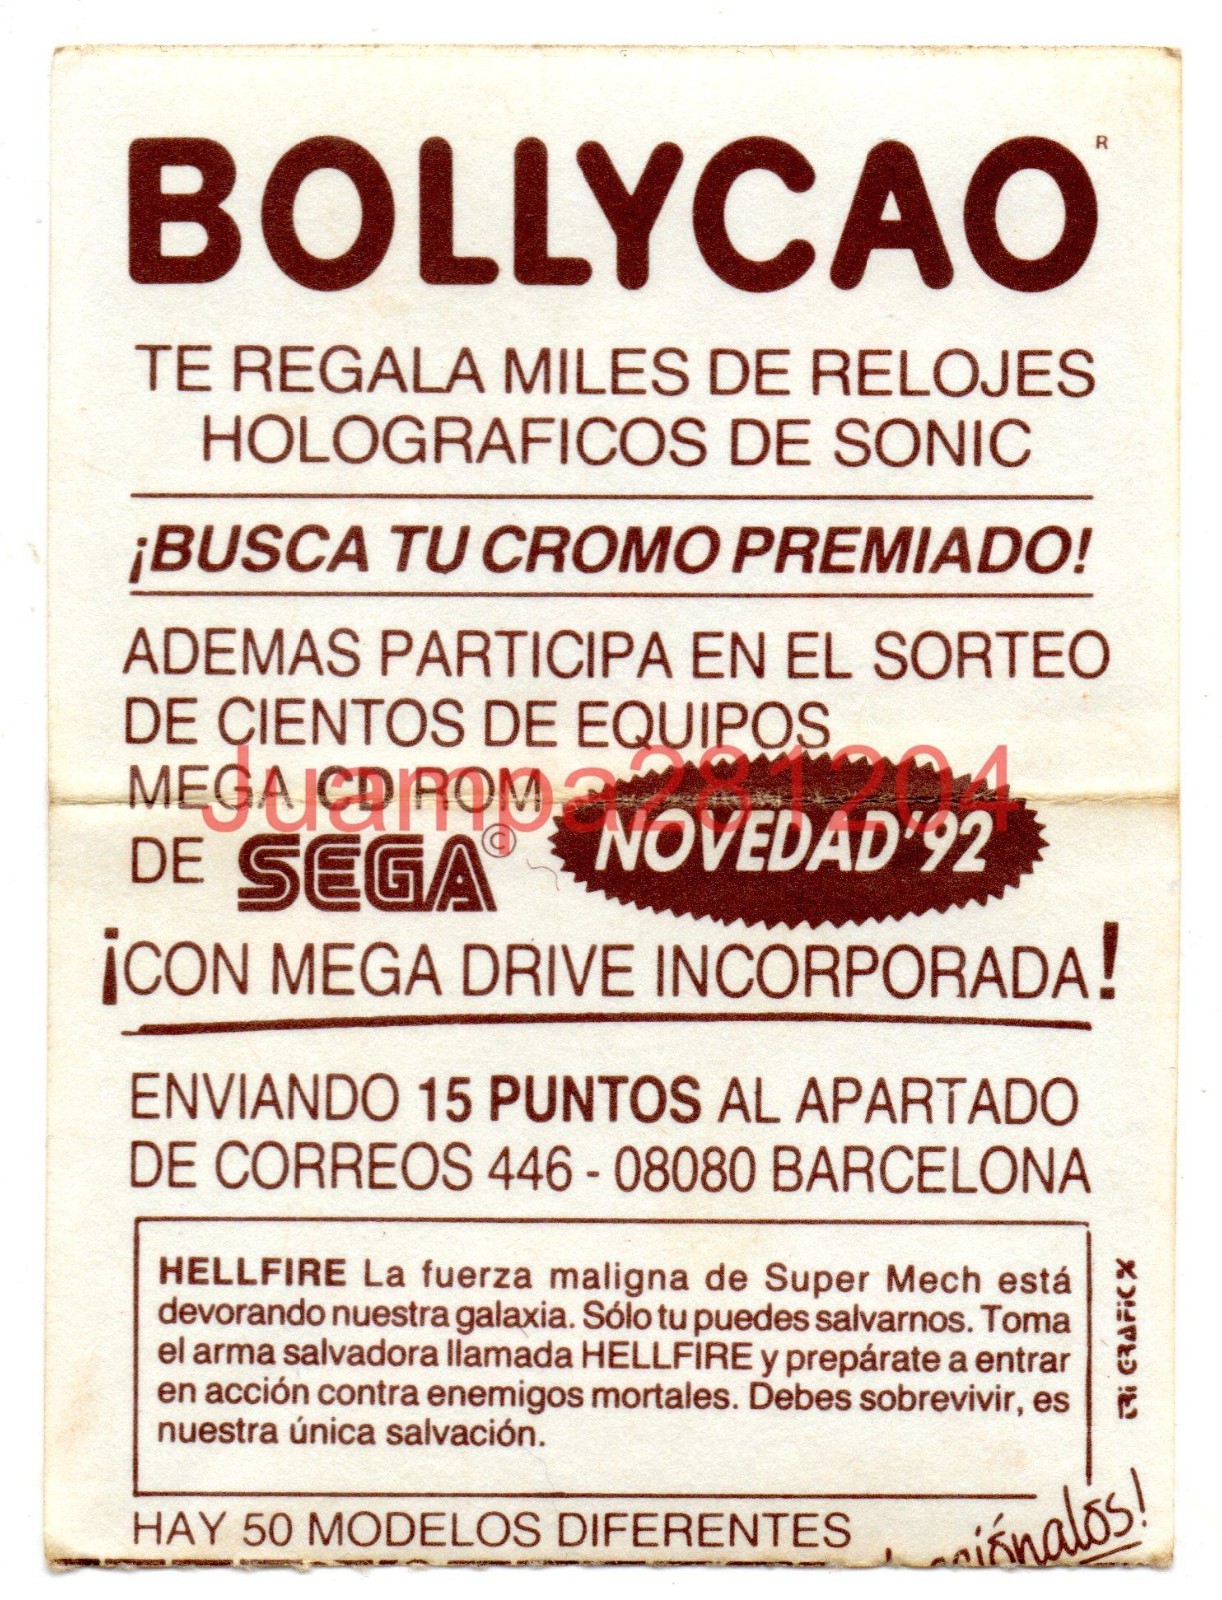 BOLLYCAO R
TE REGALA MILES DE RELOJES
HOLOGRAFICOS DE SONIC
¡BUSCA TU CROMO PREMIADO!
ADEMAS PARTICIPA EN EL SORTEO
DE CIENTOS DE EQUIPOS
MEGA CD ROM
Juampa281204
DE SEGA ©
NOVEDAD'92
¡CON MEGA DRIVE INCORPORADA!
ENVIANDO 15 PUNTOS AL APARTADO
DE CORREOS 446 - 08080 BARCELONA
HELLFIRE La fuerza maligna de Super Mech está
devorando nuestra galaxia. Sólo tu puedes salvarnos. Toma
el arma salvadora llamada HELLFIRE y prepárate a entrar
en acción contra enemigos mortales. Debes sobrevivir, es
nuestra única salvación.
TRi GRAFiC X
HAY 50 MODELOS DIFERENTES